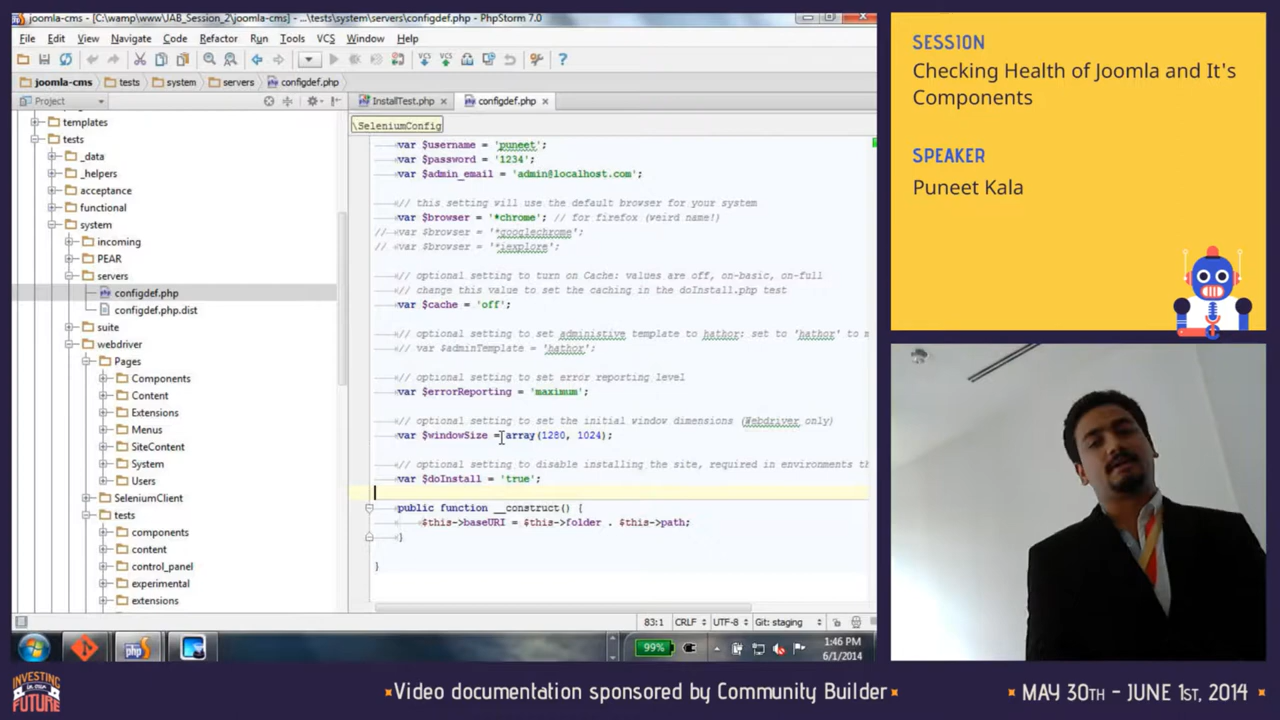 joomla-cms - [C:\wamp\www\JAB_Session_2\joomla-cms] - ...\tests\system\servers\configdef.php - PhpStorm 7.0
File Edit View Navigate Code Refactor Run Tools VCS Window Help
joomla-cms tests system servers configdef.php
Project
InstallTest.php
configdef.php
\SeleniumConfig
templates
tests
_data
_helpers
acceptance
functional
system
incoming
PEAR
servers
configdef.php
configdef.php.dist
suite
webdriver
Pages
Components
Content
Extensions
Menus
SiteContent
System
Users
SeleniumClient
tests
components
content
control_panel
experimental
extensions
var $username = 'puneet';
var $password = '1234';
var $admin_email = 'admin@localhost.com';
// this setting will use the default browser for your system
var $browser = '*chrome'; // for firefox (weird name!)
// var $browser = '*googlechrome';
// var $browser = '*iexplore';
// optional setting to turn on Cache: values are off, on-basic, on-full
// change this value to set the caching in the doInstall.php test
var $cache = 'off';
// optional setting to set administive template to hathor: set to 'hathor' to
// var $adminTemplate = 'hathor';
// optional setting to set error reporting level
var $errorReporting = 'maximum';
// optional setting to set the initial window dimensions (Webdriver only)
var $windowSize = array(1280, 1024);
// optional setting to disable installing the site, required in environments
var $doInstall = 'true';
public function __construct() {
$this->baseURI = $this->folder . $this->path;
}
}
83:1 CRLF UTF-8 Git: staging
99%
1:46 PM
6/1/2014
SESSION
Checking Health of Joomla and It's
Components
SPEAKER
Puneet Kala
INVESTING
FUTURE
Video documentation sponsored by Community Builder
MAY 30TH - JUNE 1ST, 2014